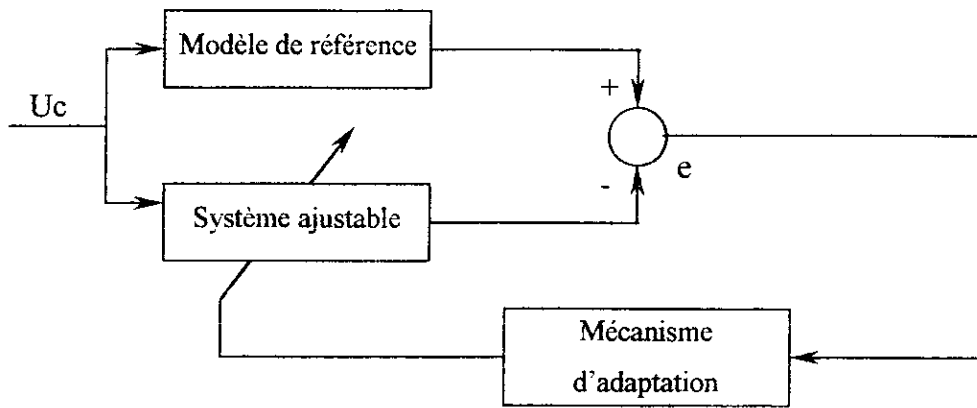 Modèle de référence
Uc
+
e
-
Système ajustable
Mécanisme
d'adaptation